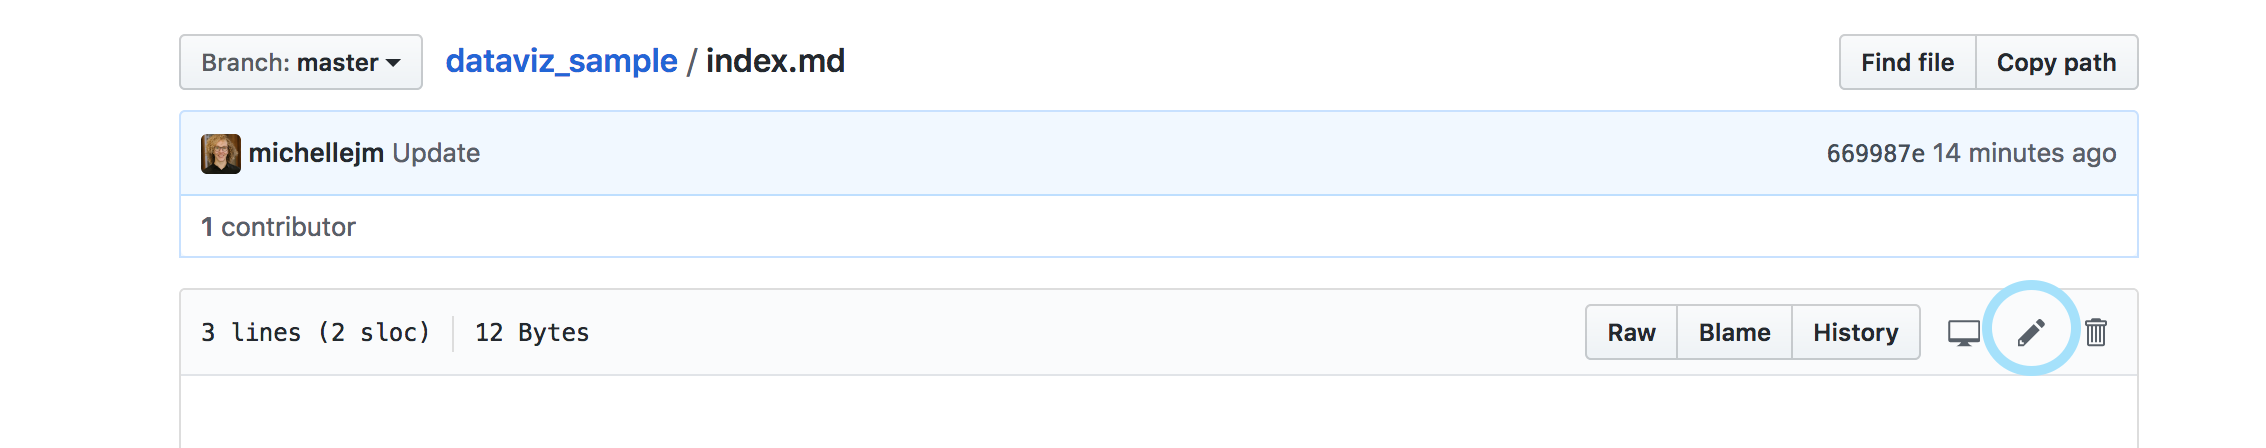 Branch: master dataviz_sample / index.md Find file Copy path
michellejm Update 669987e 14 minutes ago
1 contributor
3 lines (2 sloc) 12 Bytes Raw Blame History